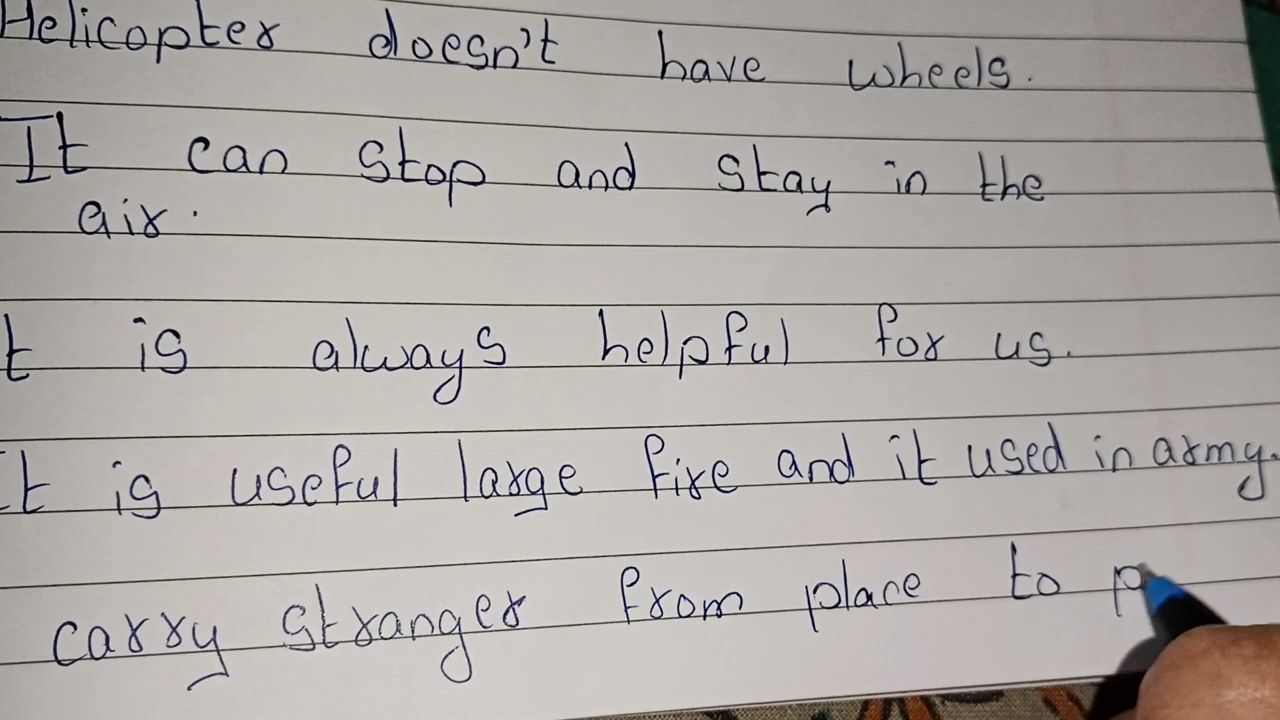 Helicopter doesn't have wheels.
It can stop and stay in the
air.
t is always helpful for us.
It is useful large fire and it used in army.
carry stranger from place to p